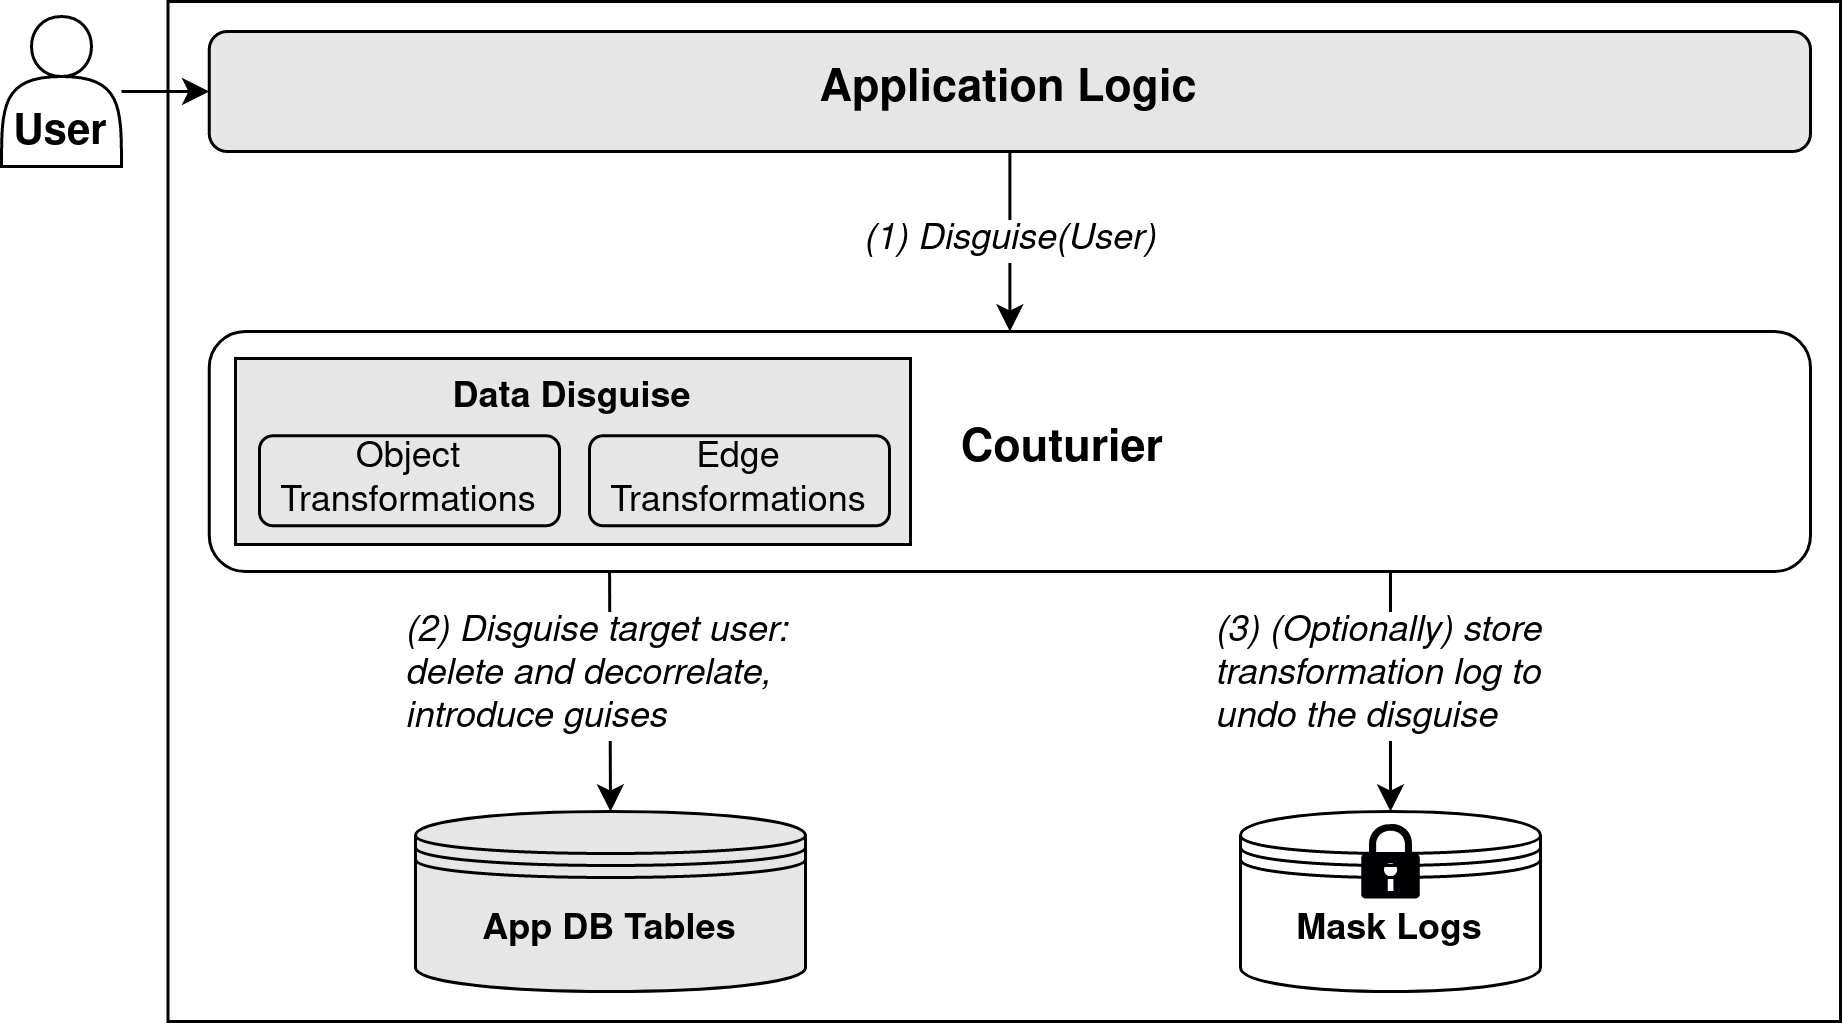 Application Logic
User
(1) Disguise(User)
Data Disguise
Object
Transformations
Edge
Transformations
Couturier
(2) Disguise target user:
delete and decorrelate,
introduce guises
(3) (Optionally) store
transformation log to
undo the disguise
App DB Tables
Mask Logs